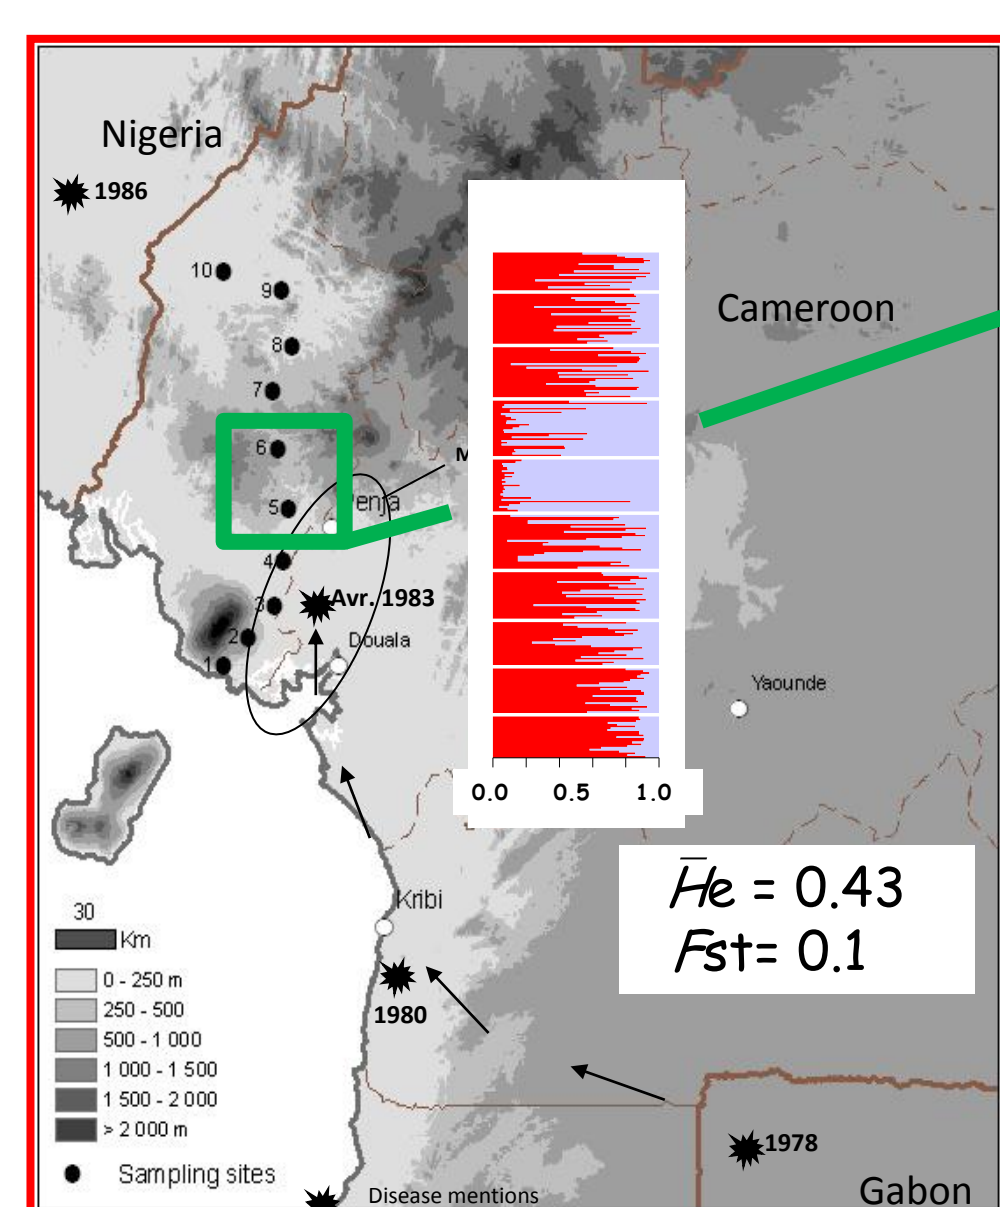 Nigeria
1986
10
9
8
7
6
5
4
3
2
1
Cameroon
M
Penja
Avr. 1983
Douala
Yaounde
0.0 0.5 1.0
H̅e = 0.43
Fst= 0.1
Kribi
1980
30
Km
0 - 250 m
250 - 500
500 - 1 000
1 000 - 1 500
1 500 - 2 000
> 2 000 m
Sampling sites
Disease mentions
1978
Gabon